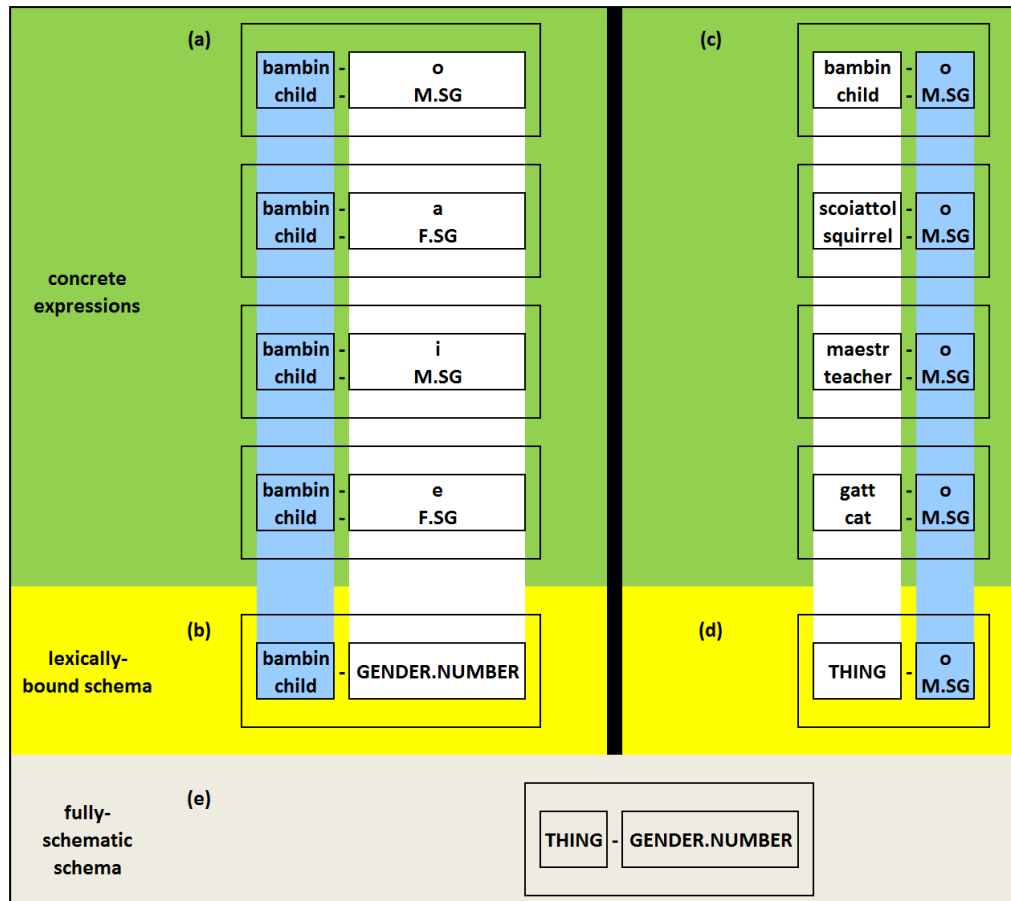 (a)
bambin - o
child - M.SG
bambin - a
child - F.SG
bambin - i
child - M.SG
bambin - e
child - F.SG
(c)
bambin - o
child - M.SG
scoiattol - o
squirrel - M.SG
maestr - o
teacher - M.SG
gatt - o
cat - M.SG
concrete
expressions
lexically-
bound schema
(b)
bambin
child
- GENDER.NUMBER
(d)
THING -
o
M.SG
fully-
schematic
schema
(e)
THING - GENDER.NUMBER